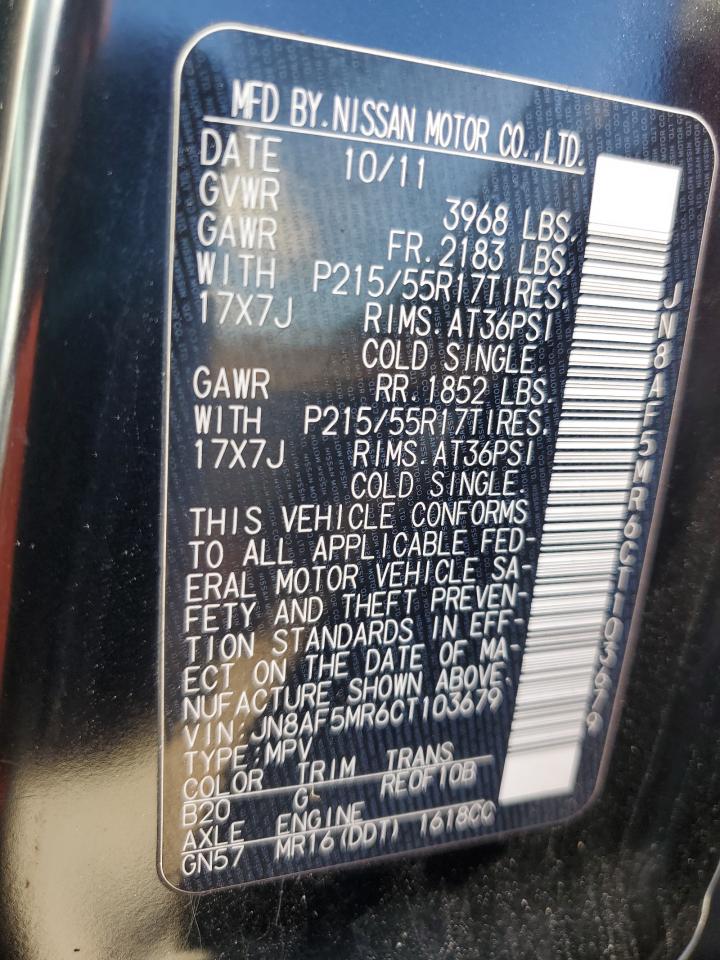 MFD BY.NISSAN MOTOR CO.,LTD.
DATE 10/11
GVWR 3968 LBS.
GAWR FR.2183 LBS.
WITH P215/55R17TIRES.
17X7J RIMS.AT36PSI
COLD SINGLE.
GAWR RR.1852 LBS.
WITH P215/55R17TIRES.
17X7J RIMS.AT36PSI
COLD SINGLE.
THIS VEHICLE CONFORMS
TO ALL APPLICABLE FED-
ERAL MOTOR VEHICLE SA-
FETY AND THEFT PREVEN-
TION STANDARDS IN EFF-
ECT ON THE DATE OF MA-
NUFACTURE SHOWN ABOVE.
VIN:JN8AF5MR6CT103679
TYPE:MPV
COLOR TRIM TRANS
B20 G REOF10B
AXLE ENGINE
GN57 MR16(DDT) 1618CC
JN8AF5MR6CT103679